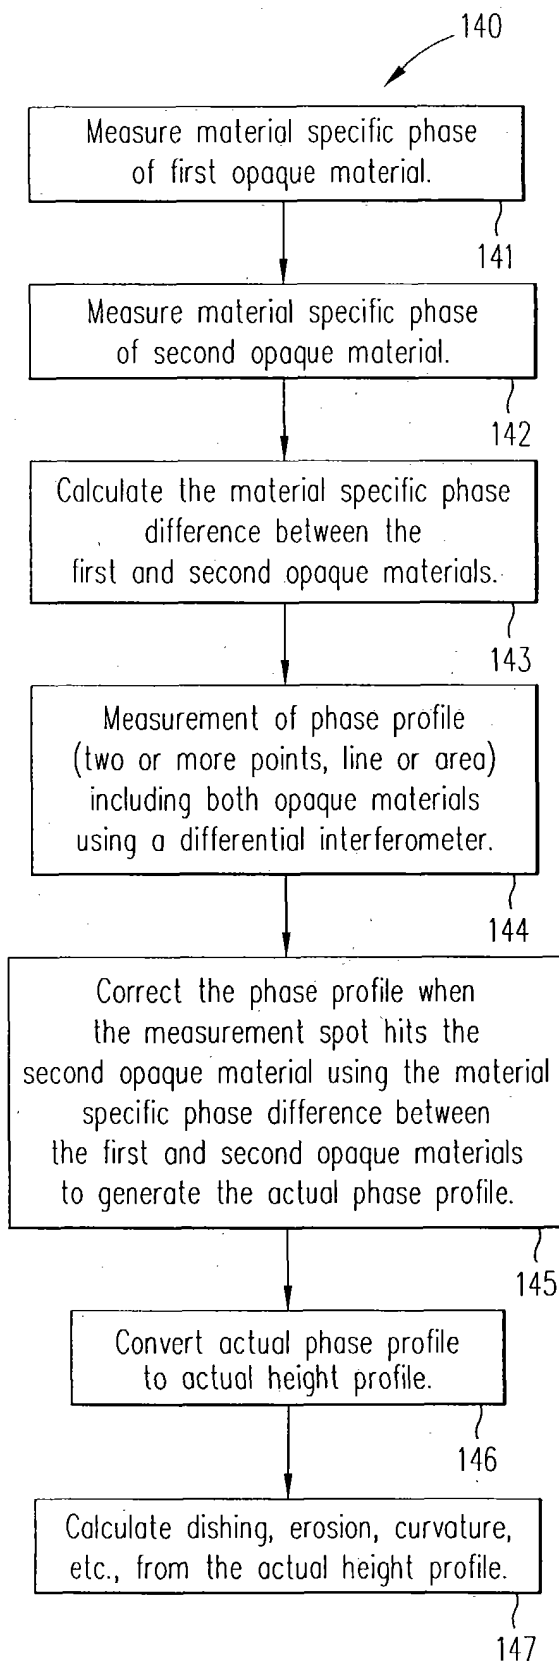 140
Measure material specific phase
of first opaque material.
141
Measure material specific phase
of second opaque material.
142
Calculate the material specific phase
difference between the
first and second opaque materials.
143
Measurement of phase profile
(two or more points, line or area)
including both opaque materials
using a differential interferometer.
144
Correct the phase profile when
the measurement spot hits the
second opaque material using the material
specific phase difference between
the first and second opaque materials
to generate the actual phase profile.
145
Convert actual phase profile
to actual height profile.
146
Calculate dishing, erosion, curvature,
etc., from the actual height profile.
147